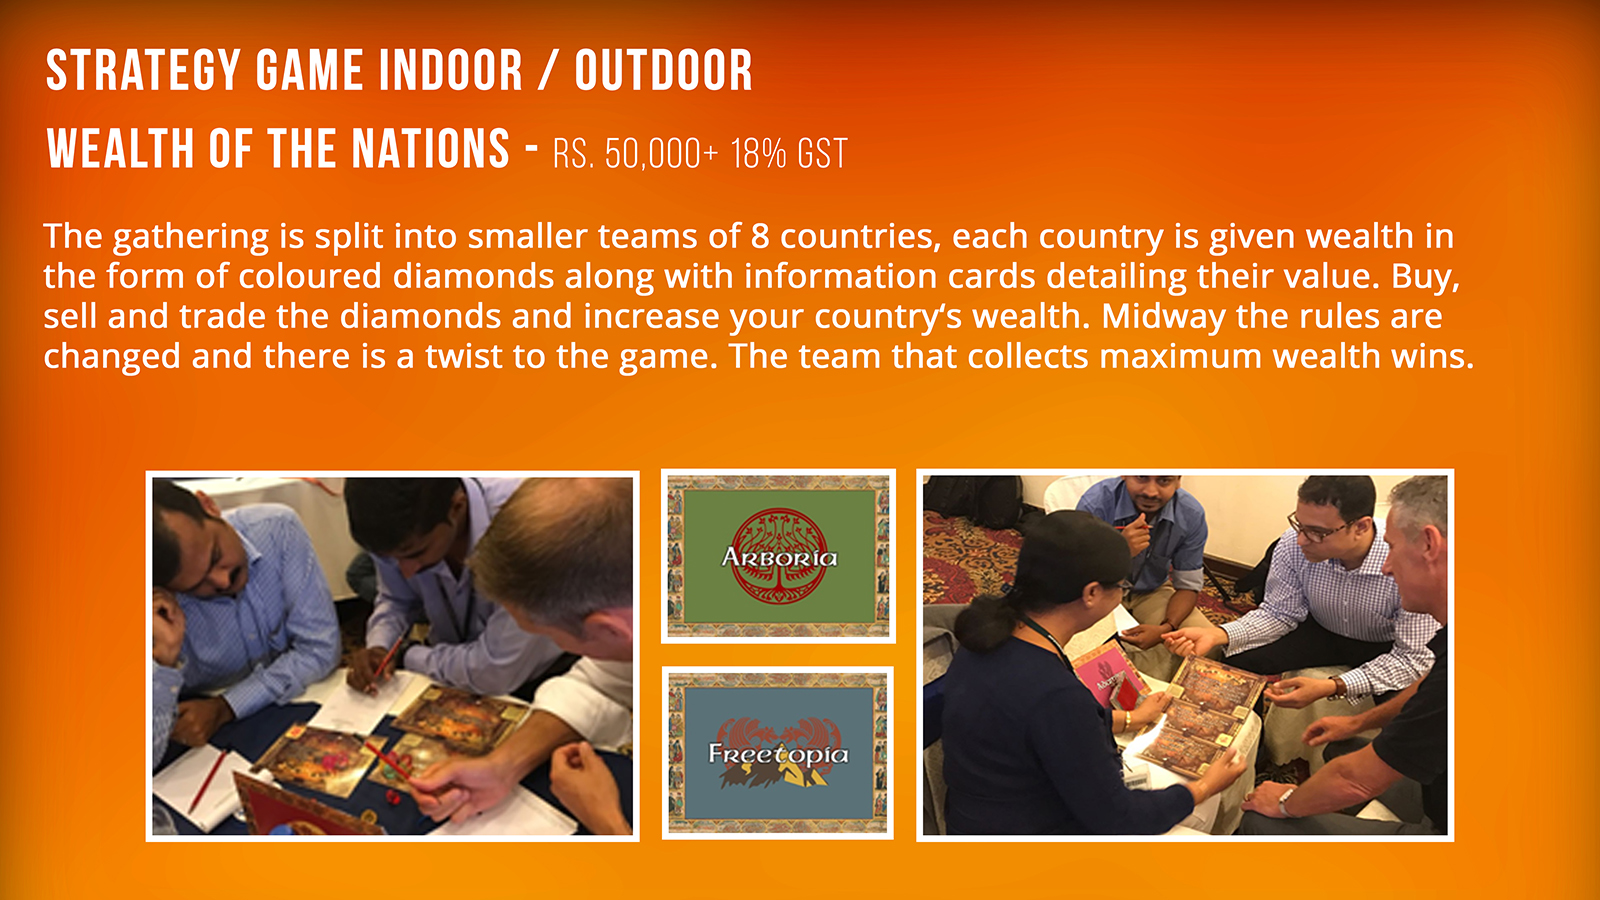 STRATEGY GAME INDOOR / OUTDOOR
WEALTH OF THE NATIONS - RS. 50,000+ 18% GST
The gathering is split into smaller teams of 8 countries, each country is given wealth in
the form of coloured diamonds along with information cards detailing their value. Buy,
sell and trade the diamonds and increase your country‘s wealth. Midway the rules are
changed and there is a twist to the game. The team that collects maximum wealth wins.
Arboria
Freetopia